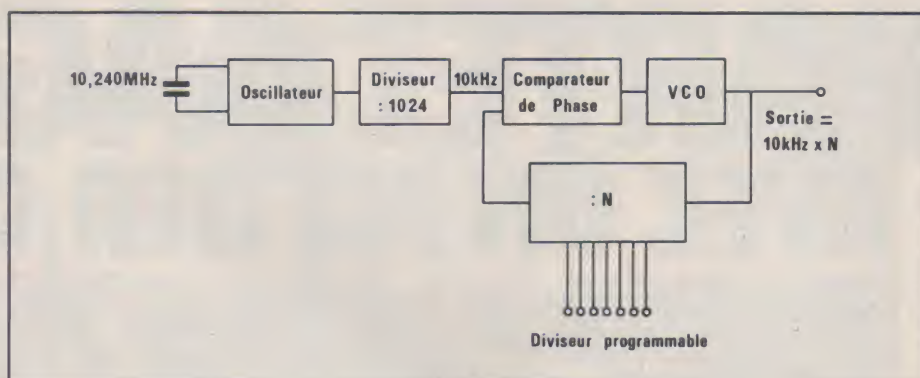 10,240MHz
Oscillateur
Diviseur
: 1024
10kHz
Comparateur
de Phase
VCO
Sortie =
10kHz x N
: N
Diviseur programmable